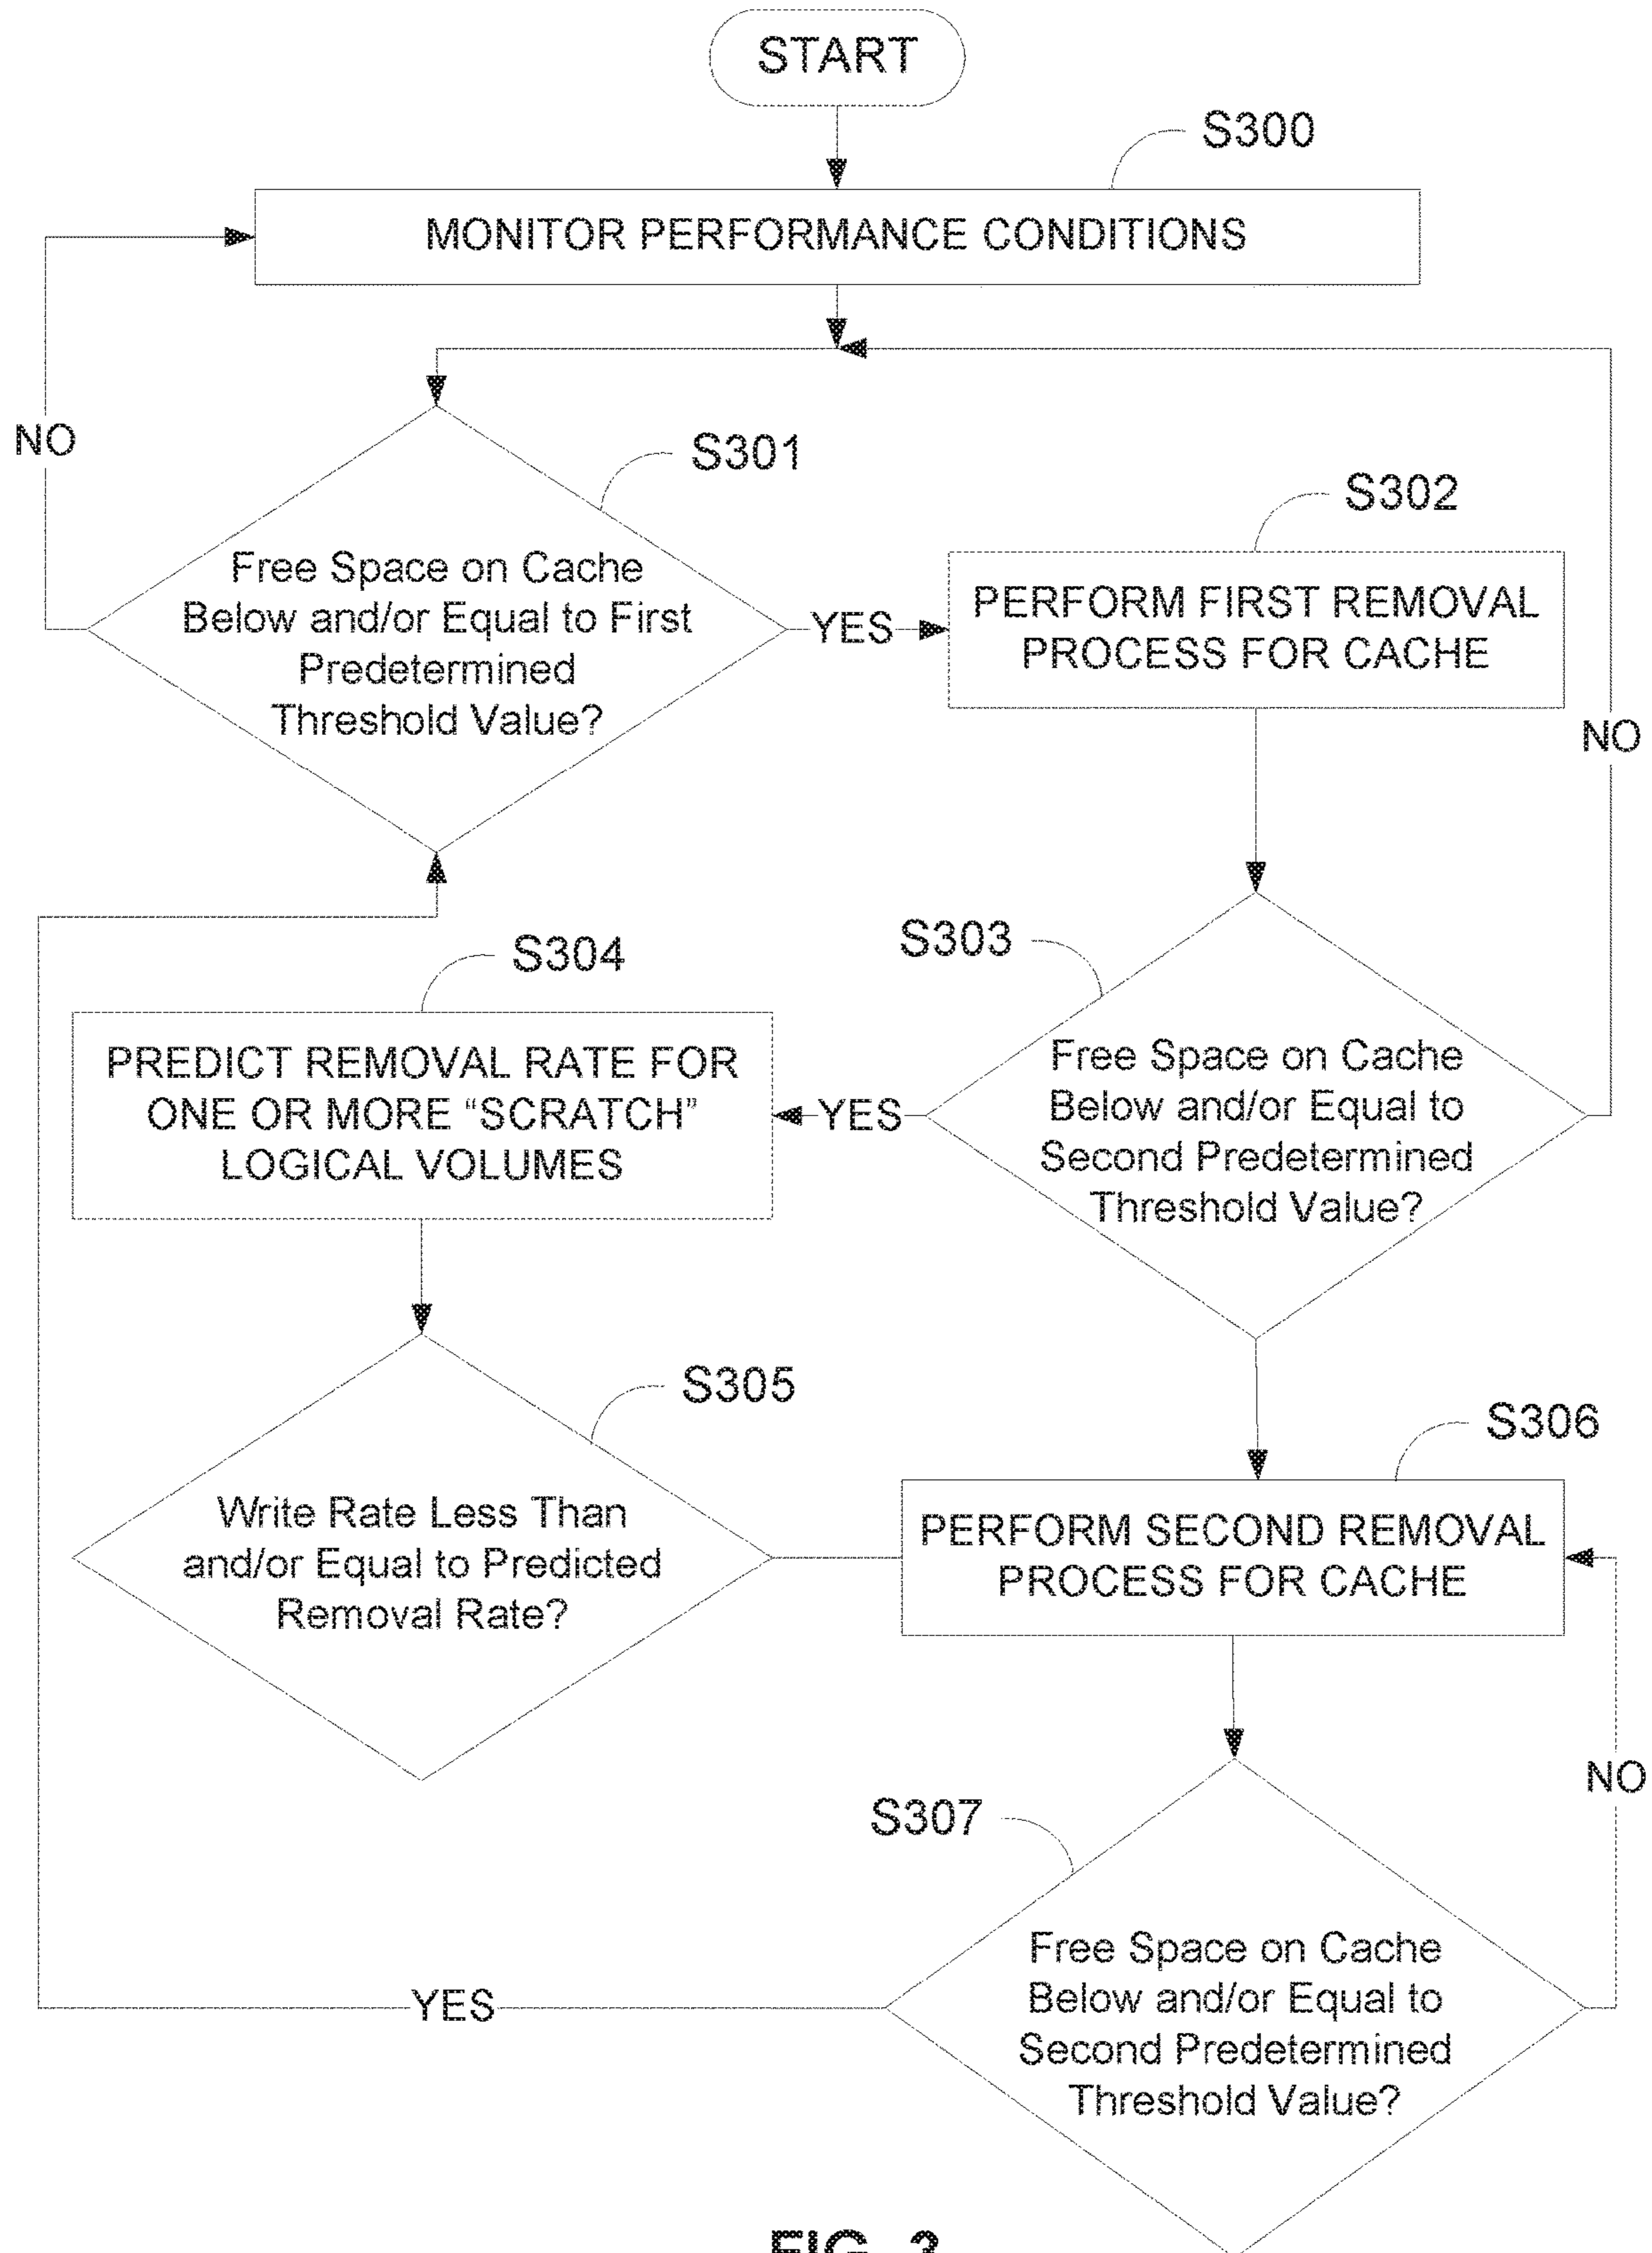 START
S300
MONITOR PERFORMANCE CONDITIONS
NO
S301
Free Space on Cache
Below and/or Equal to First
Predetermined
Threshold Value?
YES
S302
PERFORM FIRST REMOVAL
PROCESS FOR CACHE
NO
S303
Free Space on Cache
Below and/or Equal to
Second Predetermined
Threshold Value?
YES
S304
PREDICT REMOVAL RATE FOR
ONE OR MORE “SCRATCH”
LOGICAL VOLUMES
S305
Write Rate Less Than
and/or Equal to Predicted
Removal Rate?
S306
PERFORM SECOND REMOVAL
PROCESS FOR CACHE
NO
S307
Free Space on Cache
Below and/or Equal to
Second Predetermined
Threshold Value?
YES
FIG. 3